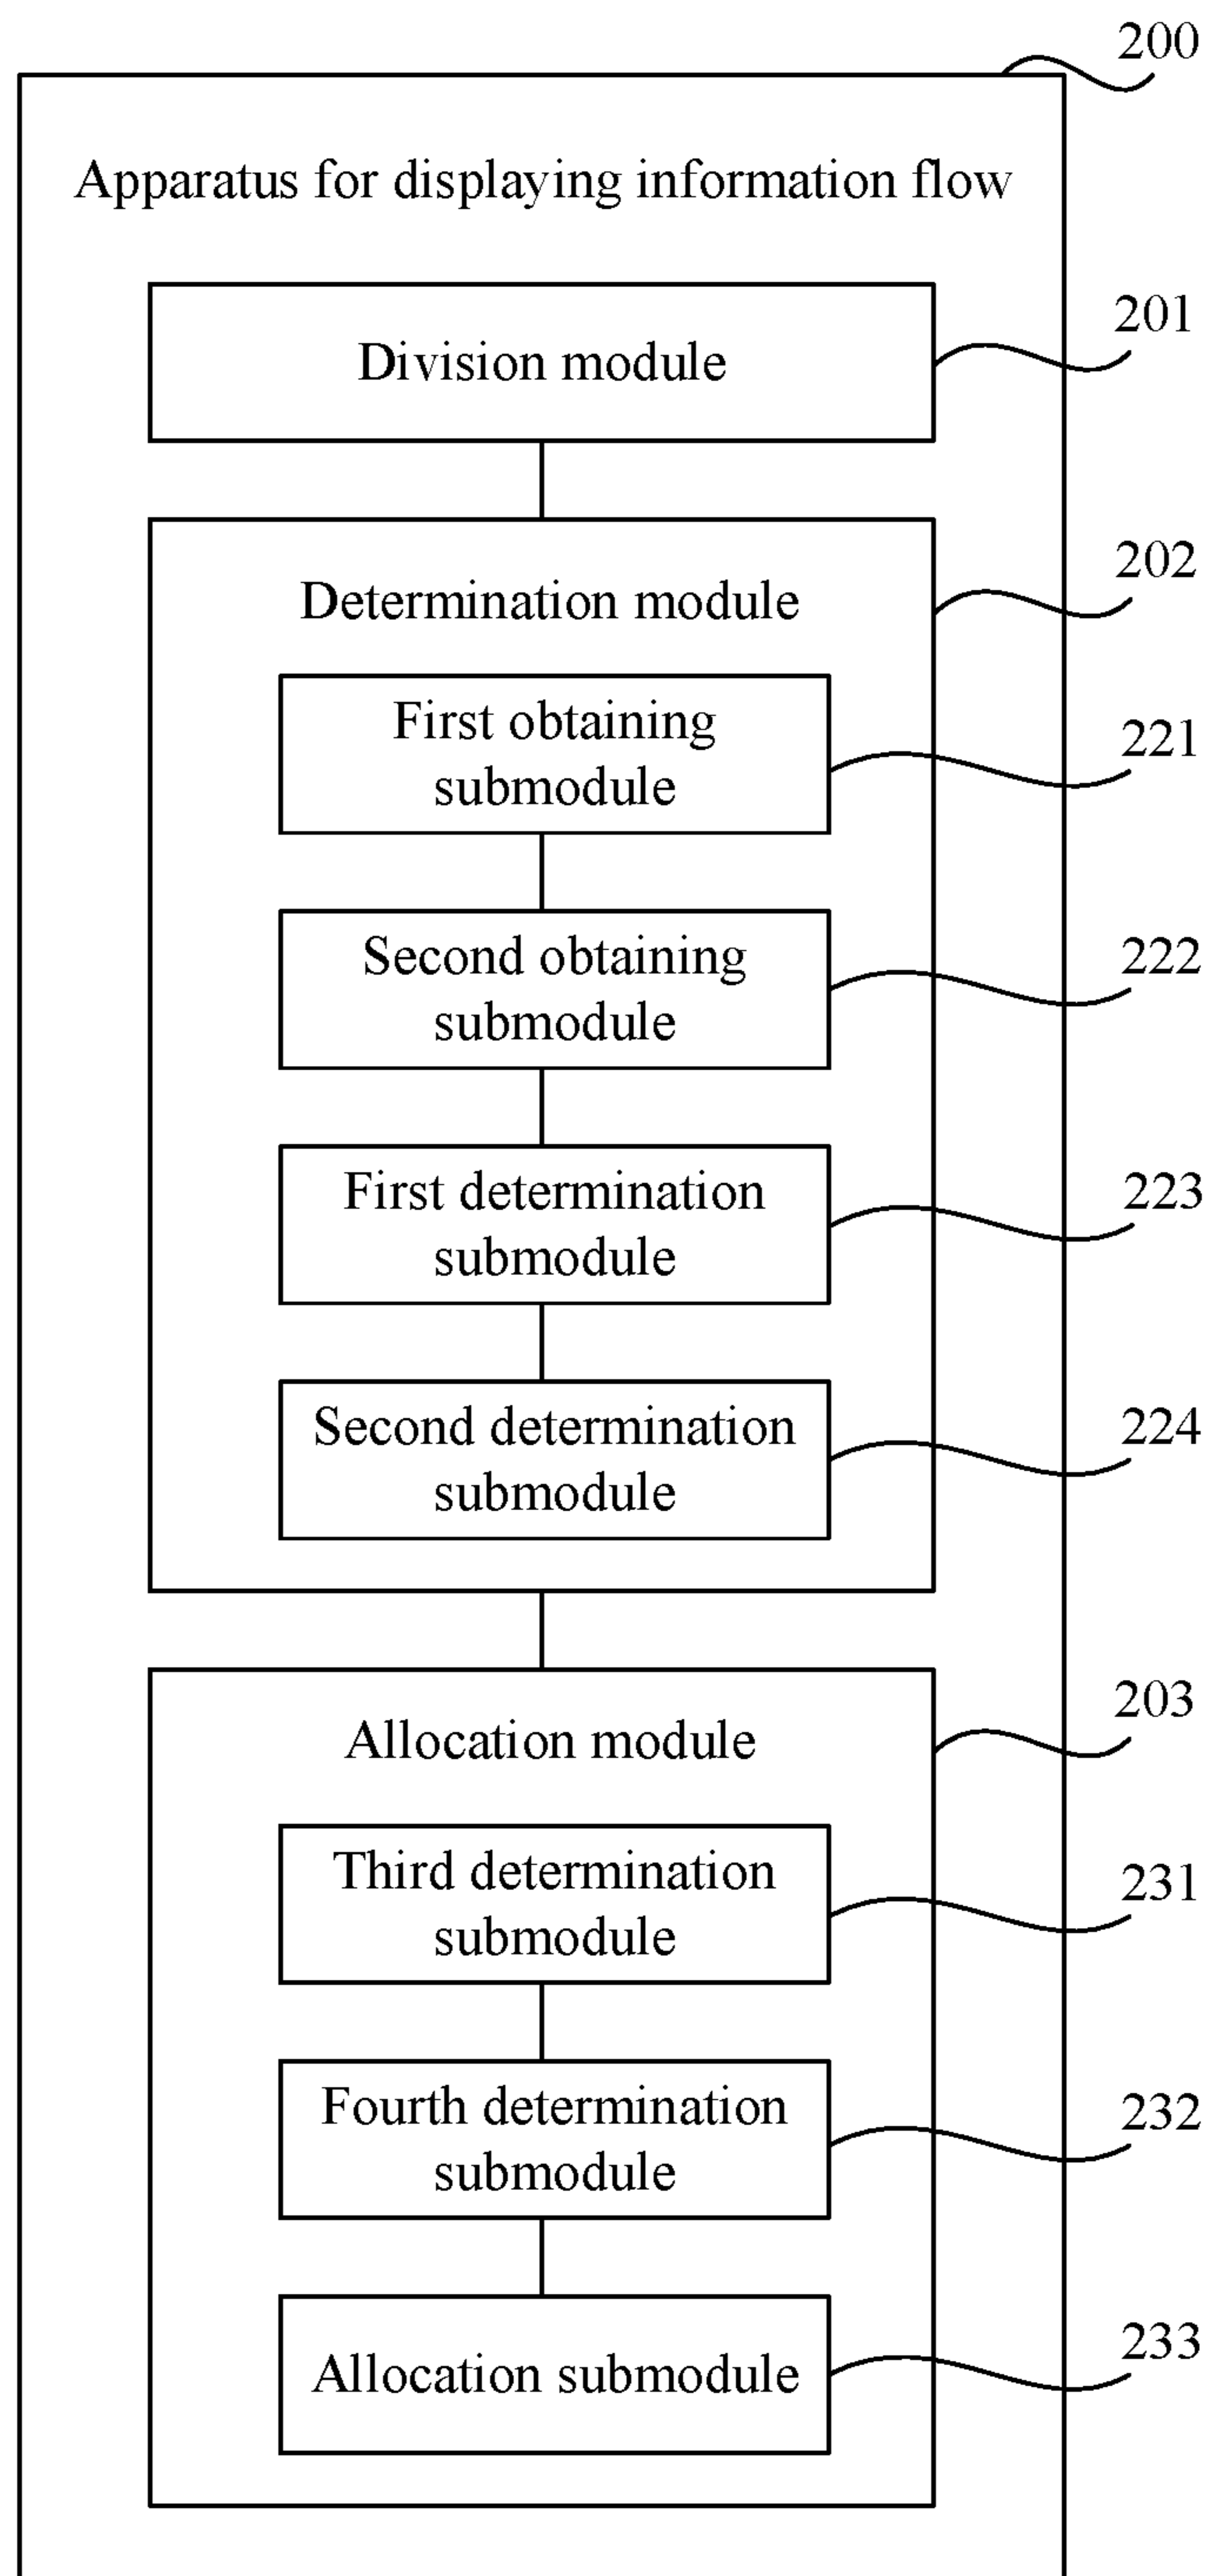 200
Apparatus for displaying information flow
201
Division module
202
Determination module
First obtaining
submodule
221
Second obtaining
submodule
222
First determination
submodule
223
Second determination
submodule
224
203
Allocation module
Third determination
submodule
231
Fourth determination
submodule
232
233
Allocation submodule